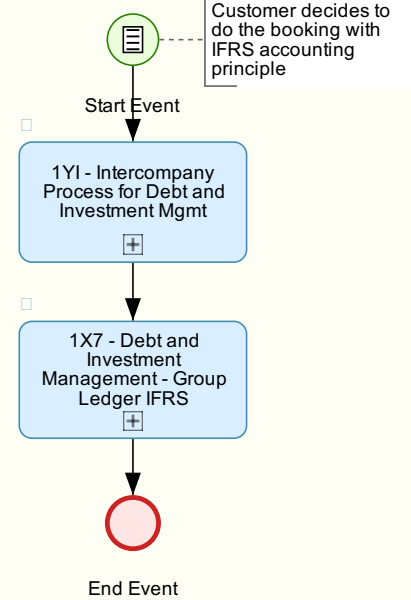 Customer decides to
do the booking with
IFRS accounting
principle
Start Event
1YI - Intercompany
Process for Debt and
Investment Mgmt
1X7 - Debt and
Investment
Management - Group
Ledger IFRS
End Event